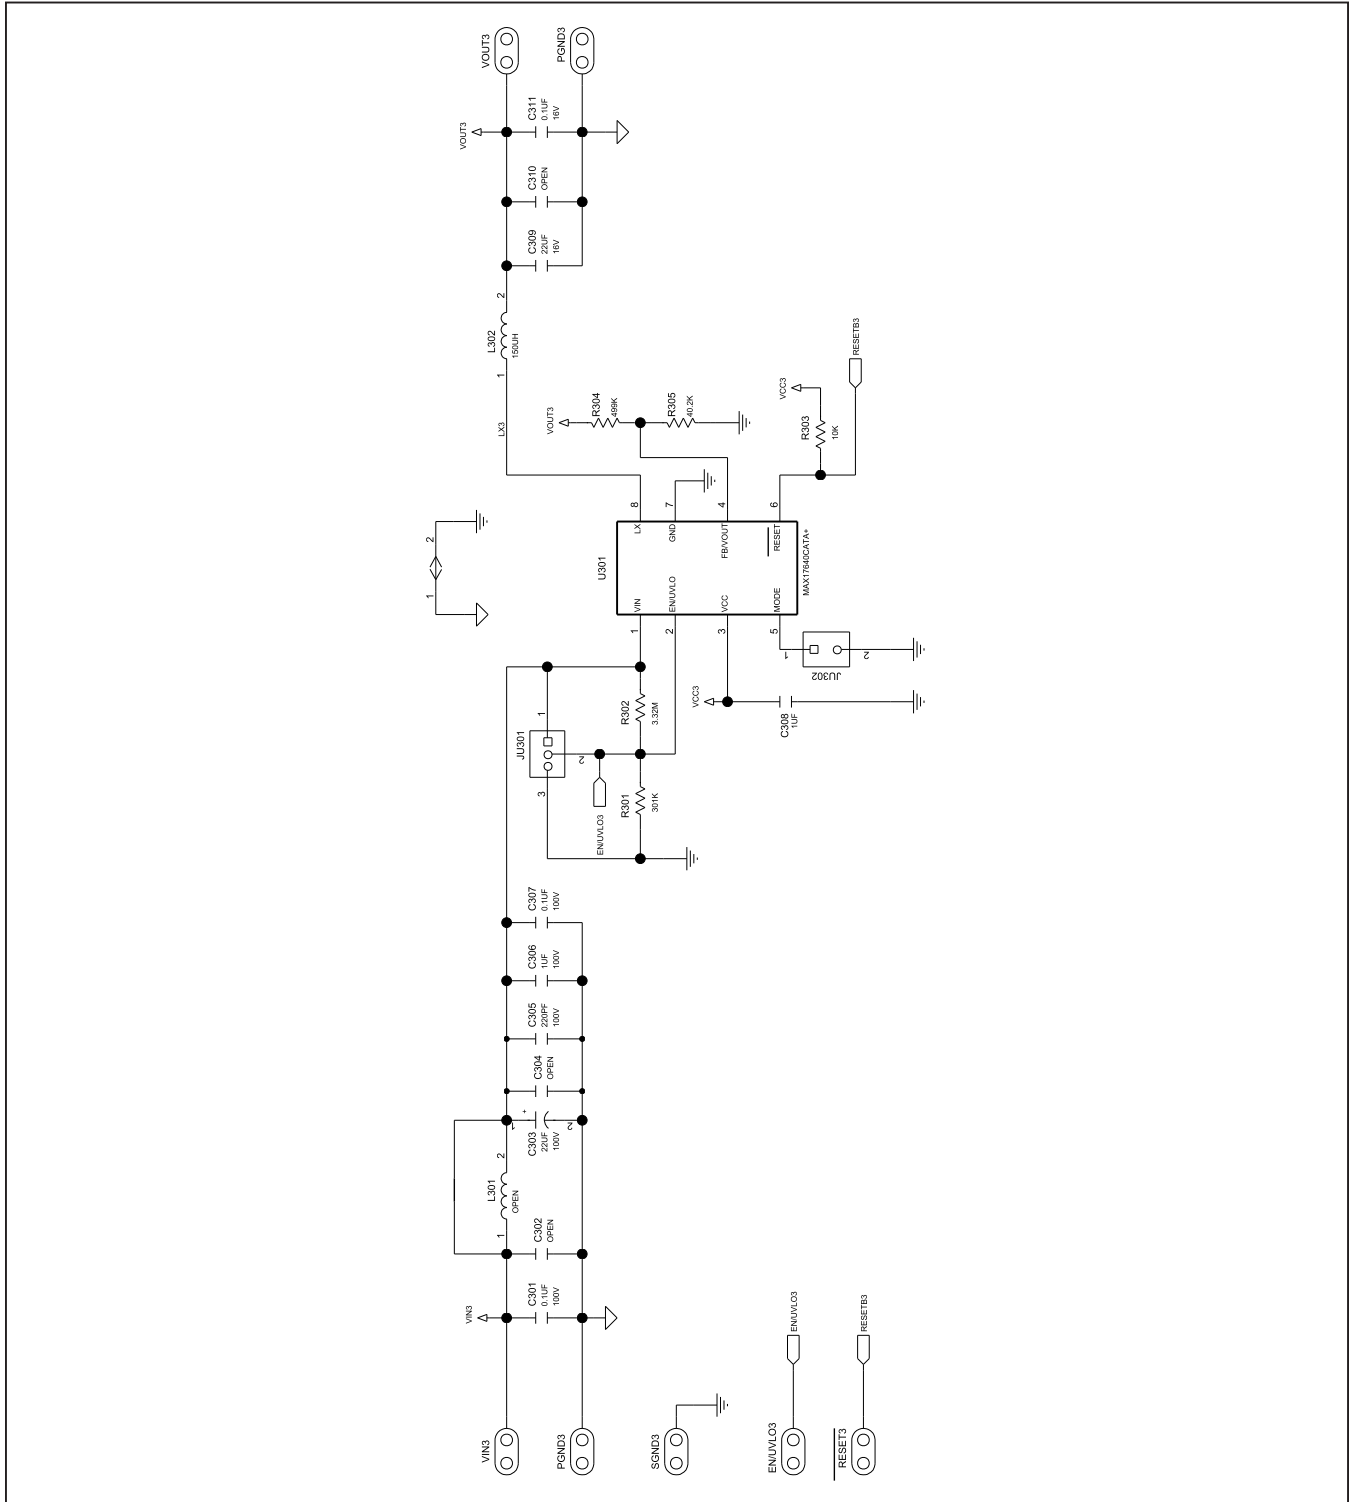 VIN3
PGND3
SGND3
EN/UVLO3
RESET3
EN/UVLO3
RESETB3
VIN3
C301
0.1UF
100V
C302
OPEN
1
L301
OPEN
2
1
+
C303
22UF
100V
2
C304
OPEN
C305
220PF
100V
C306
1UF
100V
C307
0.1UF
100V
JU301
1
2
3
EN/UVLO3
R301
301K
R302
3.32M
VCC3
C308
1UF
1
JU302
2
1
2
U301
1
VIN
2
EN/UVLO
3
VCC
5
MODE
LX
8
GND
7
FB/VOUT
4
RESET
6
MAX17640CATA+
LX3
VOUT3
R304
499K
R305
40.2K
VCC3
R303
10K
RESETB3
1
L302
150UH
2
C309
22UF
16V
C310
OPEN
C311
0.1UF
16V
VOUT3
VOUT3
PGND3